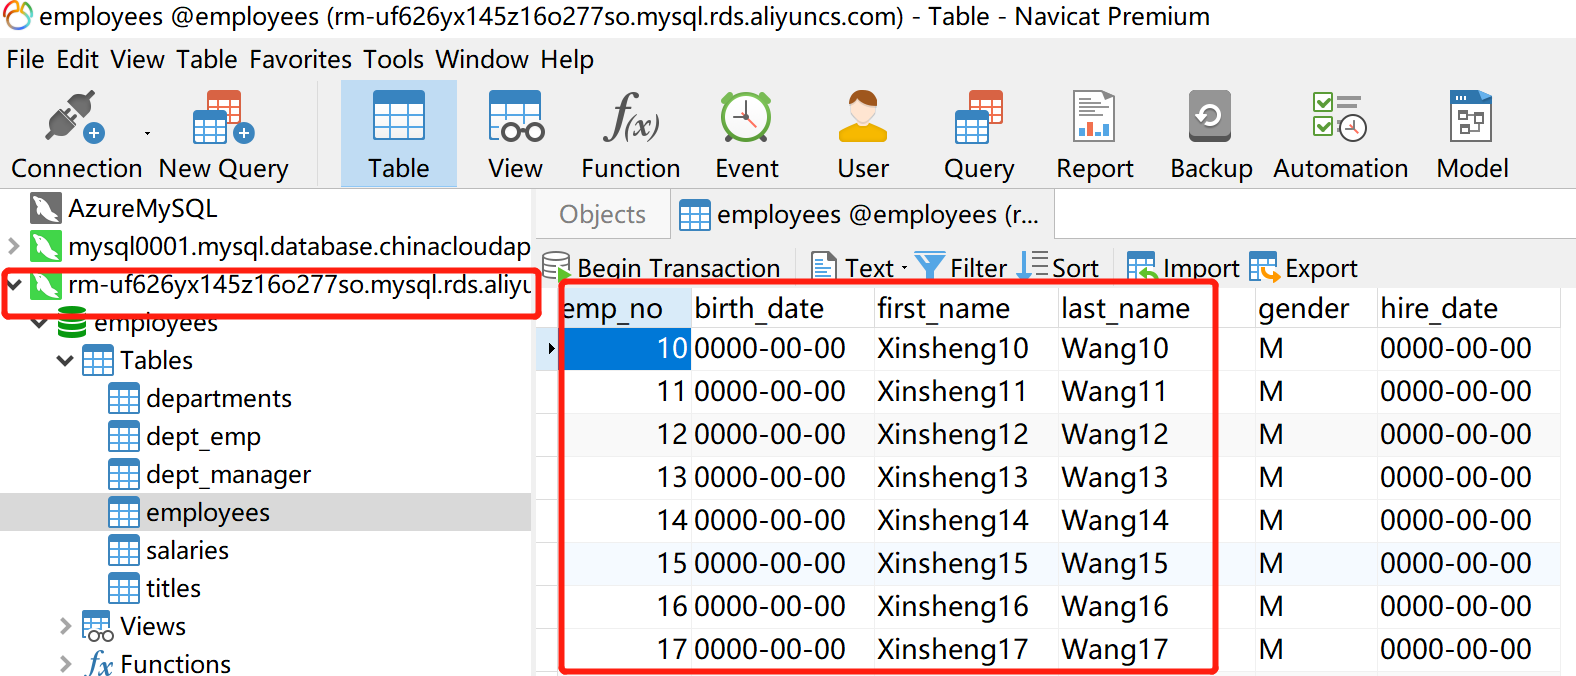 employees @employees (rm-uf626yx145z16o277so.mysql.rds.aliyuncs.com) - Table - Navicat Premium
File Edit View Table Favorites Tools Window Help
Connection New Query Table View Function Event User Query Report Backup Automation Model
f(x)
AzureMySQL
mysql0001.mysql.database.chinacloudap
rm-uf626yx145z16o277so.mysql.rds.aliyu
employees
Tables
departments
dept_emp
dept_manager
employees
salaries
titles
Views
fx Functions
Objects employees @employees (r...
Begin Transaction Text Filter Sort Import Export
emp_no birth_date first_name last_name gender hire_date
10 0000-00-00 Xinsheng10 Wang10 M 0000-00-00
11 0000-00-00 Xinsheng11 Wang11 M 0000-00-00
12 0000-00-00 Xinsheng12 Wang12 M 0000-00-00
13 0000-00-00 Xinsheng13 Wang13 M 0000-00-00
14 0000-00-00 Xinsheng14 Wang14 M 0000-00-00
15 0000-00-00 Xinsheng15 Wang15 M 0000-00-00
16 0000-00-00 Xinsheng16 Wang16 M 0000-00-00
17 0000-00-00 Xinsheng17 Wang17 M 0000-00-00